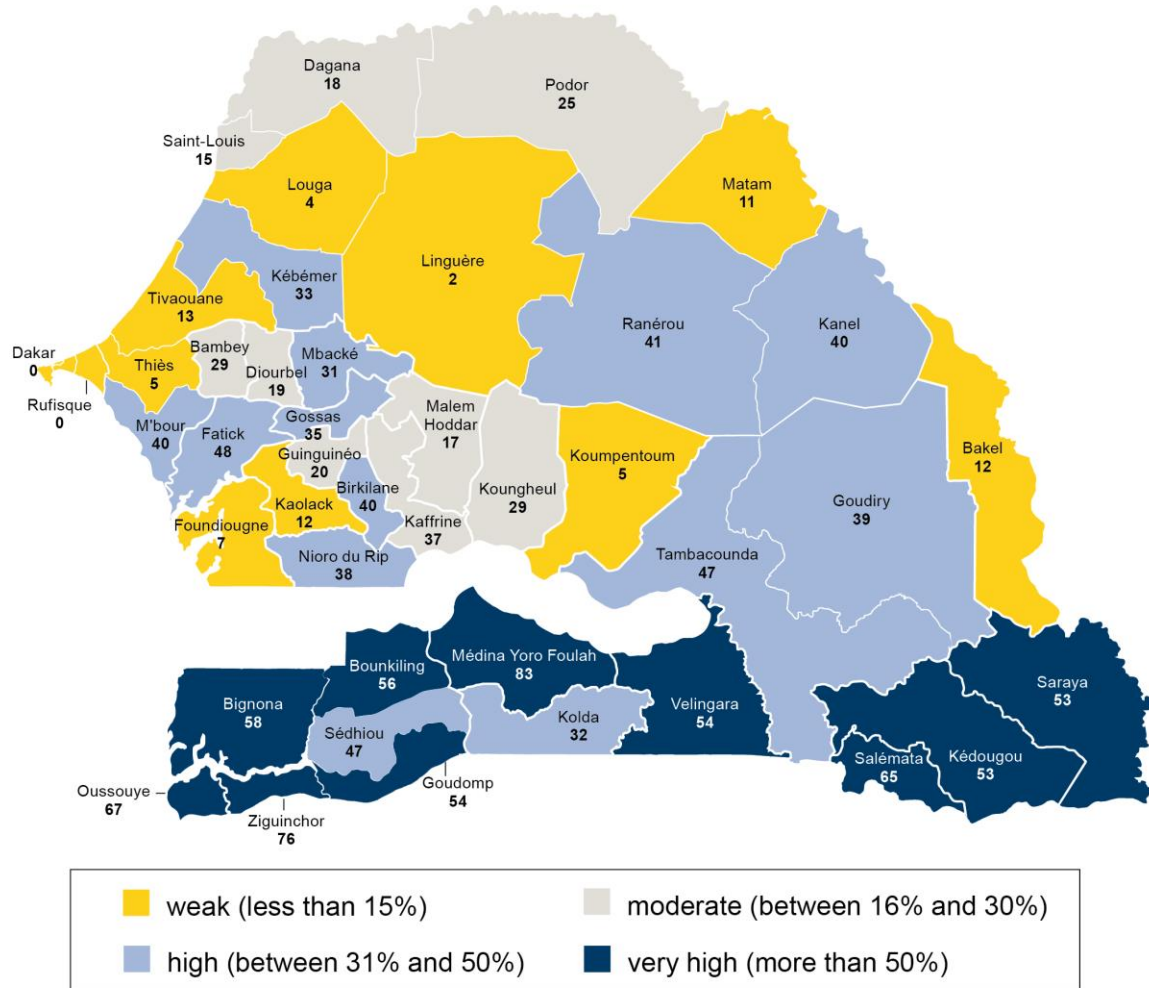 Dagana
18
Podor
25
Saint-Louis
15
Louga
4
Matam
11
Linguère
2
Kébémer
33
Tivaouane
13
Ranérou
41
Kanel
40
Dakar
0
Thiès
5
Bambey
29
Diourbel
19
Mbacké
31
Rufisque
0
M'bour
40
Fatick
48
Gossas
35
Malem
Hoddar
17
Guinguinéo
20
Koumpentoum
5
Bakel
12
Birkilane
40
Koungheul
29
Goudiry
39
Kaolack
12
Kaffrine
37
Foundiougne
7
Nioro du Rip
38
Tambacounda
47
Bounkiling
56
Médina Yoro Foulah
83
Bignona
58
Velingara
54
Saraya
53
Sédhiou
47
Kolda
32
Salémata
65
Kédougou
53
Oussouye
67
Goudomp
54
Ziguinchor
76
weak (less than 15%)
moderate (between 16% and 30%)
high (between 31% and 50%)
very high (more than 50%)